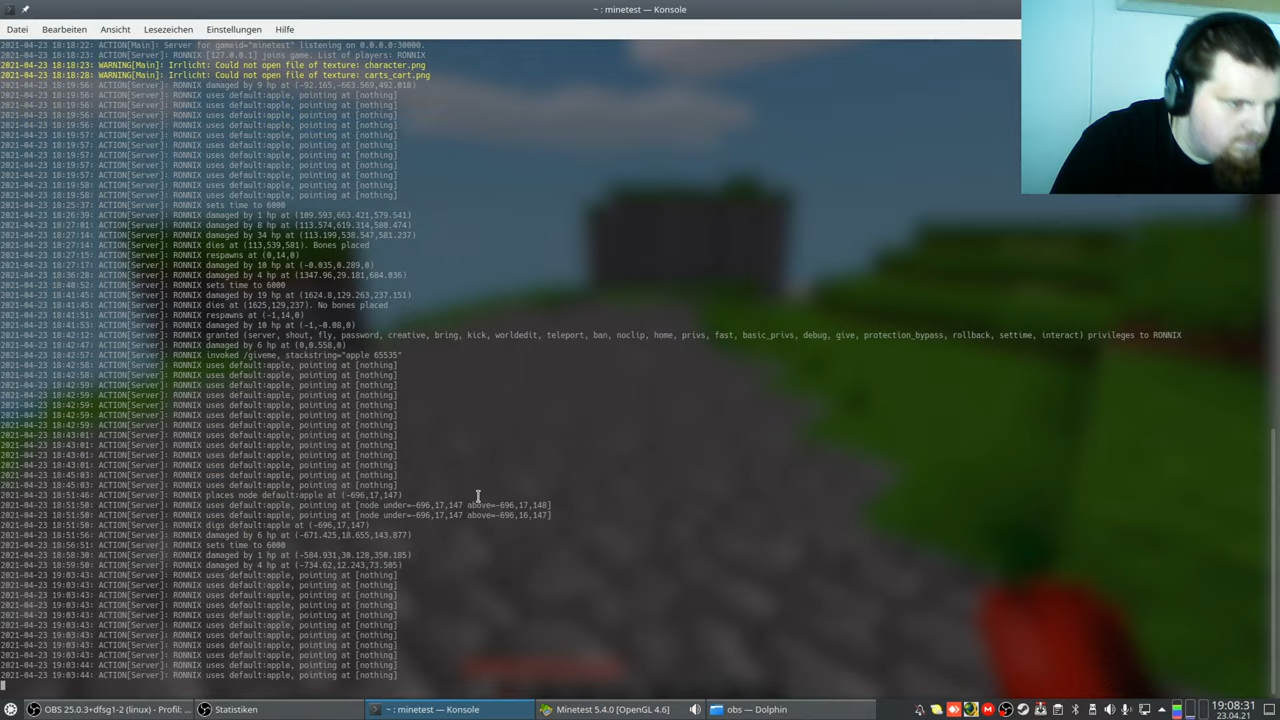 ~ : minetest — Konsole
Datei Bearbeiten Ansicht Lesezeichen Einstellungen Hilfe
2021-04-23 18:18:22: ACTION[Main]: Server for gameid="minetest" listening on 0.0.0.0:30000.
2021-04-23 18:18:23: ACTION[Server]: RONNIX [127.0.0.1] joins game. List of players: RONNIX
2021-04-23 18:18:23: WARNING[Main]: Irrlicht: Could not open file of texture: character.png
2021-04-23 18:18:28: WARNING[Main]: Irrlicht: Could not open file of texture: carts_cart.png
2021-04-23 18:19:56: ACTION[Server]: RONNIX damaged by 9 hp at (-92.165,-663.569,492.018)
2021-04-23 18:19:56: ACTION[Server]: RONNIX uses default:apple, pointing at [nothing]
2021-04-23 18:19:56: ACTION[Server]: RONNIX uses default:apple, pointing at [nothing]
2021-04-23 18:19:56: ACTION[Server]: RONNIX uses default:apple, pointing at [nothing]
2021-04-23 18:19:56: ACTION[Server]: RONNIX uses default:apple, pointing at [nothing]
2021-04-23 18:19:57: ACTION[Server]: RONNIX uses default:apple, pointing at [nothing]
2021-04-23 18:19:57: ACTION[Server]: RONNIX uses default:apple, pointing at [nothing]
2021-04-23 18:19:57: ACTION[Server]: RONNIX uses default:apple, pointing at [nothing]
2021-04-23 18:19:57: ACTION[Server]: RONNIX uses default:apple, pointing at [nothing]
2021-04-23 18:19:57: ACTION[Server]: RONNIX uses default:apple, pointing at [nothing]
2021-04-23 18:19:58: ACTION[Server]: RONNIX uses default:apple, pointing at [nothing]
2021-04-23 18:19:58: ACTION[Server]: RONNIX uses default:apple, pointing at [nothing]
2021-04-23 18:25:37: ACTION[Server]: RONNIX sets time to 6000
2021-04-23 18:26:39: ACTION[Server]: RONNIX damaged by 1 hp at (109.593,663.421,579.541)
2021-04-23 18:27:01: ACTION[Server]: RONNIX damaged by 8 hp at (113.574,619.314,580.474)
2021-04-23 18:27:14: ACTION[Server]: RONNIX damaged by 34 hp at (113.199,538.547,581.237)
2021-04-23 18:27:14: ACTION[Server]: RONNIX dies at (113,539,581). Bones placed
2021-04-23 18:27:15: ACTION[Server]: RONNIX respawns at (0,14,0)
2021-04-23 18:27:17: ACTION[Server]: RONNIX damaged by 10 hp at (-0.035,0.289,0)
2021-04-23 18:36:28: ACTION[Server]: RONNIX damaged by 4 hp at (1347.96,29.181,684.036)
2021-04-23 18:40:52: ACTION[Server]: RONNIX sets time to 6000
2021-04-23 18:41:45: ACTION[Server]: RONNIX damaged by 19 hp at (1624.8,129.263,237.151)
2021-04-23 18:41:45: ACTION[Server]: RONNIX dies at (1625,129,237). No bones placed
2021-04-23 18:41:51: ACTION[Server]: RONNIX respawns at (-1,14,0)
2021-04-23 18:41:53: ACTION[Server]: RONNIX damaged by 10 hp at (-1,-0.08,0)
2021-04-23 18:42:12: ACTION[Server]: RONNIX granted (server, shout, fly, password, creative, bring, kick, worldedit, teleport, ban, noclip, home, privs, fast, basic_privs, debug, give, protection_bypass, rollback, settime, interact) privileges to RONNIX
2021-04-23 18:42:47: ACTION[Server]: RONNIX damaged by 6 hp at (0,0.558,0)
2021-04-23 18:42:57: ACTION[Server]: RONNIX invoked /giveme, stackstring="apple 65535"
2021-04-23 18:42:58: ACTION[Server]: RONNIX uses default:apple, pointing at [nothing]
2021-04-23 18:42:58: ACTION[Server]: RONNIX uses default:apple, pointing at [nothing]
2021-04-23 18:42:59: ACTION[Server]: RONNIX uses default:apple, pointing at [nothing]
2021-04-23 18:42:59: ACTION[Server]: RONNIX uses default:apple, pointing at [nothing]
2021-04-23 18:42:59: ACTION[Server]: RONNIX uses default:apple, pointing at [nothing]
2021-04-23 18:42:59: ACTION[Server]: RONNIX uses default:apple, pointing at [nothing]
2021-04-23 18:42:59: ACTION[Server]: RONNIX uses default:apple, pointing at [nothing]
2021-04-23 18:43:01: ACTION[Server]: RONNIX uses default:apple, pointing at [nothing]
2021-04-23 18:43:01: ACTION[Server]: RONNIX uses default:apple, pointing at [nothing]
2021-04-23 18:43:01: ACTION[Server]: RONNIX uses default:apple, pointing at [nothing]
2021-04-23 18:43:01: ACTION[Server]: RONNIX uses default:apple, pointing at [nothing]
2021-04-23 18:45:03: ACTION[Server]: RONNIX uses default:apple, pointing at [nothing]
2021-04-23 18:45:03: ACTION[Server]: RONNIX uses default:apple, pointing at [nothing]
2021-04-23 18:51:46: ACTION[Server]: RONNIX places node default:apple at (-696,17,147)
2021-04-23 18:51:50: ACTION[Server]: RONNIX uses default:apple, pointing at [node under=-696,17,147 above=-696,17,148]
2021-04-23 18:51:50: ACTION[Server]: RONNIX uses default:apple, pointing at [node under=-696,17,147 above=-696,16,147]
2021-04-23 18:51:50: ACTION[Server]: RONNIX digs default:apple at (-696,17,147)
2021-04-23 18:51:56: ACTION[Server]: RONNIX damaged by 6 hp at (-671.425,18.655,143.877)
2021-04-23 18:56:51: ACTION[Server]: RONNIX sets time to 6000
2021-04-23 18:58:30: ACTION[Server]: RONNIX damaged by 1 hp at (-584.931,30.128,350.185)
2021-04-23 18:59:50: ACTION[Server]: RONNIX damaged by 4 hp at (-734.62,12.243,73.505)
2021-04-23 19:03:43: ACTION[Server]: RONNIX uses default:apple, pointing at [nothing]
2021-04-23 19:03:43: ACTION[Server]: RONNIX uses default:apple, pointing at [nothing]
2021-04-23 19:03:43: ACTION[Server]: RONNIX uses default:apple, pointing at [nothing]
2021-04-23 19:03:43: ACTION[Server]: RONNIX uses default:apple, pointing at [nothing]
2021-04-23 19:03:43: ACTION[Server]: RONNIX uses default:apple, pointing at [nothing]
2021-04-23 19:03:43: ACTION[Server]: RONNIX uses default:apple, pointing at [nothing]
2021-04-23 19:03:43: ACTION[Server]: RONNIX uses default:apple, pointing at [nothing]
2021-04-23 19:03:43: ACTION[Server]: RONNIX uses default:apple, pointing at [nothing]
2021-04-23 19:03:43: ACTION[Server]: RONNIX uses default:apple, pointing at [nothing]
2021-04-23 19:03:44: ACTION[Server]: RONNIX uses default:apple, pointing at [nothing]
2021-04-23 19:03:44: ACTION[Server]: RONNIX uses default:apple, pointing at [nothing]
OBS 25.0.3+dfsg1-2 (linux) - Profil: ... Statistiken ~ : minetest — Konsole Minetest 5.4.0 [OpenGL 4.6] obs — Dolphin 19:08:31
23.04.21